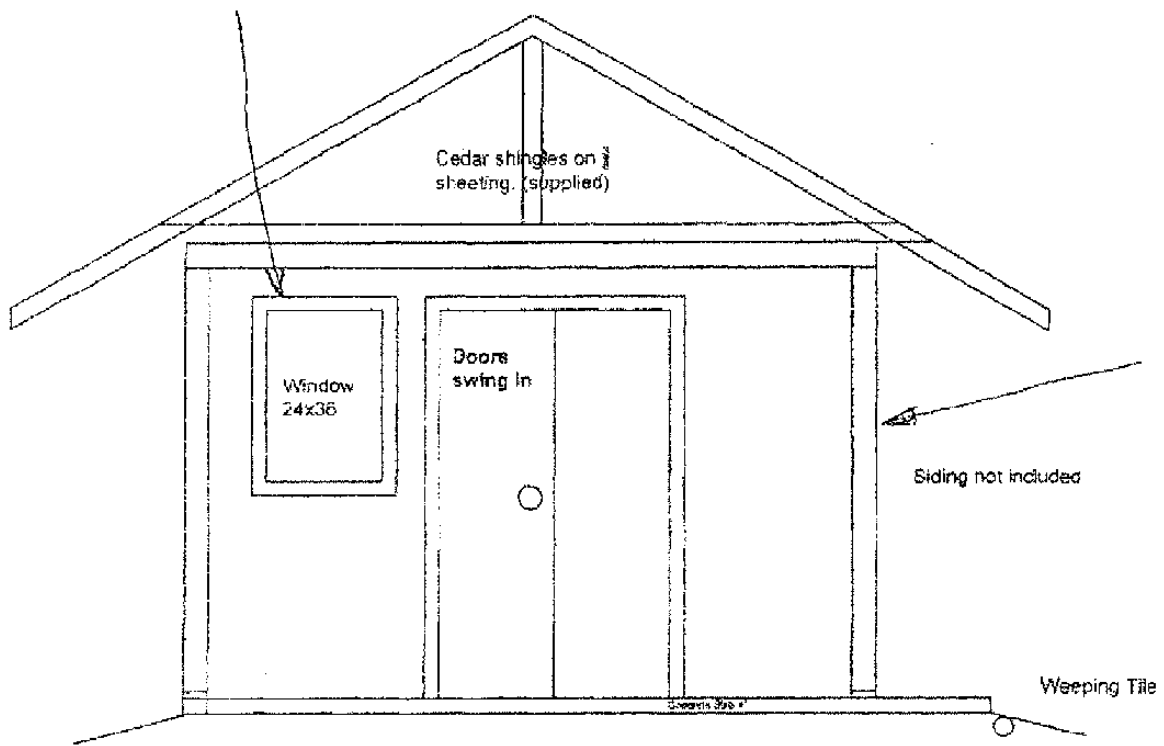 Cedar shingles on
sheeting. (supplied)
Doors
swing in
Window
24x36
Siding not included
Weeping Tile